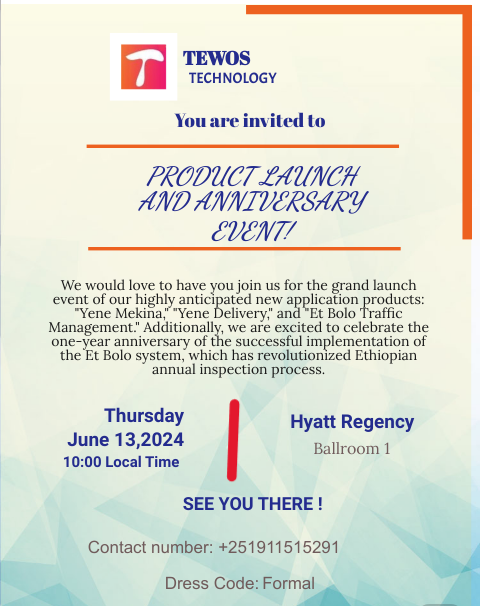 TEWOS
TECHNOLOGY
You are invited to
PRODUCT LAUNCH
AND ANNIVERSARY
EVENT!
We would love to have you join us for the grand launch
event of our highly anticipated new application products:
"Yene Mekina," "Yene Delivery," and "Et Bolo Traffic
Management." Additionally, we are excited to celebrate the
one-year anniversary of the successful implementation of
the Et Bolo system, which has revolutionized Ethiopian
annual inspection process.
Thursday
June 13,2024
10:00 Local Time
Hyatt Regency
Ballroom 1
SEE YOU THERE !
Contact number: +251911515291
Dress Code: Formal